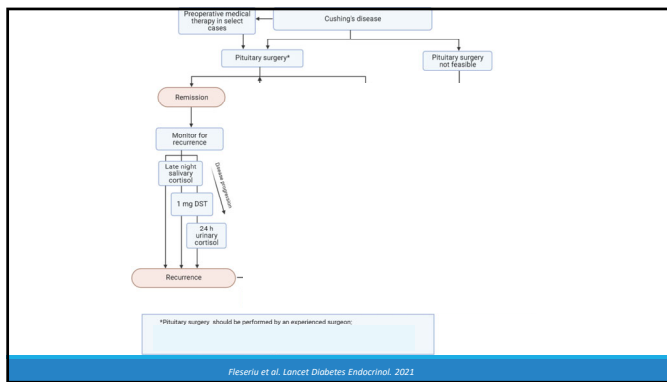 Preoperative medical
therapy in select
cases
Cushing's disease
Pituitary surgery*
Pituitary surgery
not feasible
Remission
Monitor for
recurrence
Late night
salivary
cortisol
Disease progression
1 mg DST
24 h
urinary
cortisol
Recurrence
*Pituitary surgery should be performed by an experienced surgeon;
Fleseriu et al. Lancet Diabetes Endocrinol. 2021